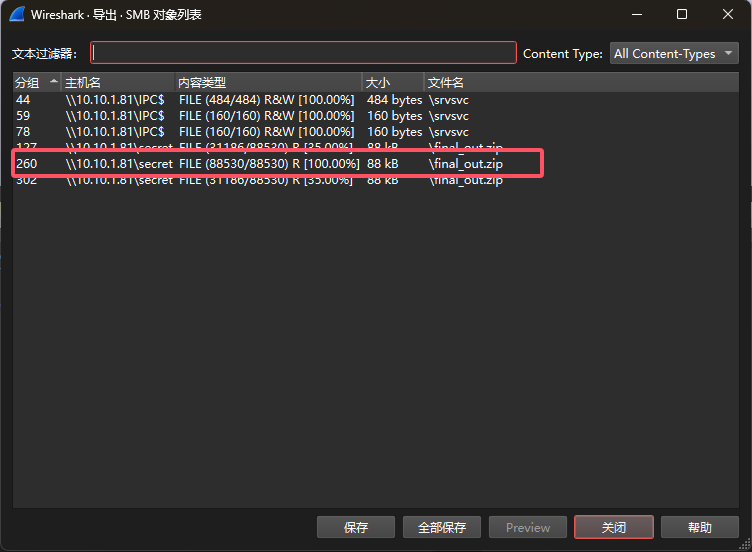 Wireshark · 导出 · SMB 对象列表
文本过滤器: Content Type: All Content-Types
分组 主机名 内容类型 大小 文件名
44 \\10.10.1.81\IPC$ FILE (484/484) R&W [100.00%] 484 bytes \srvsvc
59 \\10.10.1.81\IPC$ FILE (160/160) R&W [100.00%] 160 bytes \srvsvc
78 \\10.10.1.81\IPC$ FILE (160/160) R&W [100.00%] 160 bytes \srvsvc
127 \\10.10.1.81\secret FILE (31186/88530) R [35.00%] 88 kB \final_out.zip
260 \\10.10.1.81\secret FILE (88530/88530) R [100.00%] 88 kB \final_out.zip
302 \\10.10.1.81\secret FILE (31186/88530) R [35.00%] 88 kB \final_out.zip
保存 全部保存 Preview 关闭 帮助